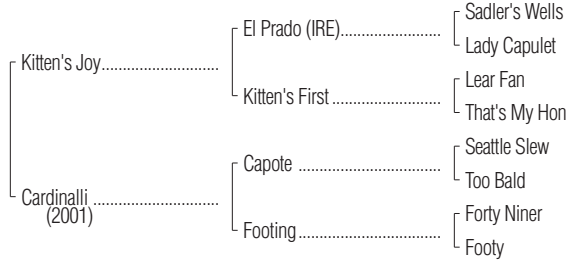 Sadler's Wells
El Prado (IRE)
Lady Capulet
Kitten's Joy
Lear Fan
Kitten's First
That's My Hon
Seattle Slew
Capote
Too Bald
Cardinalli
(2001)
Forty Niner
Footing
Footy